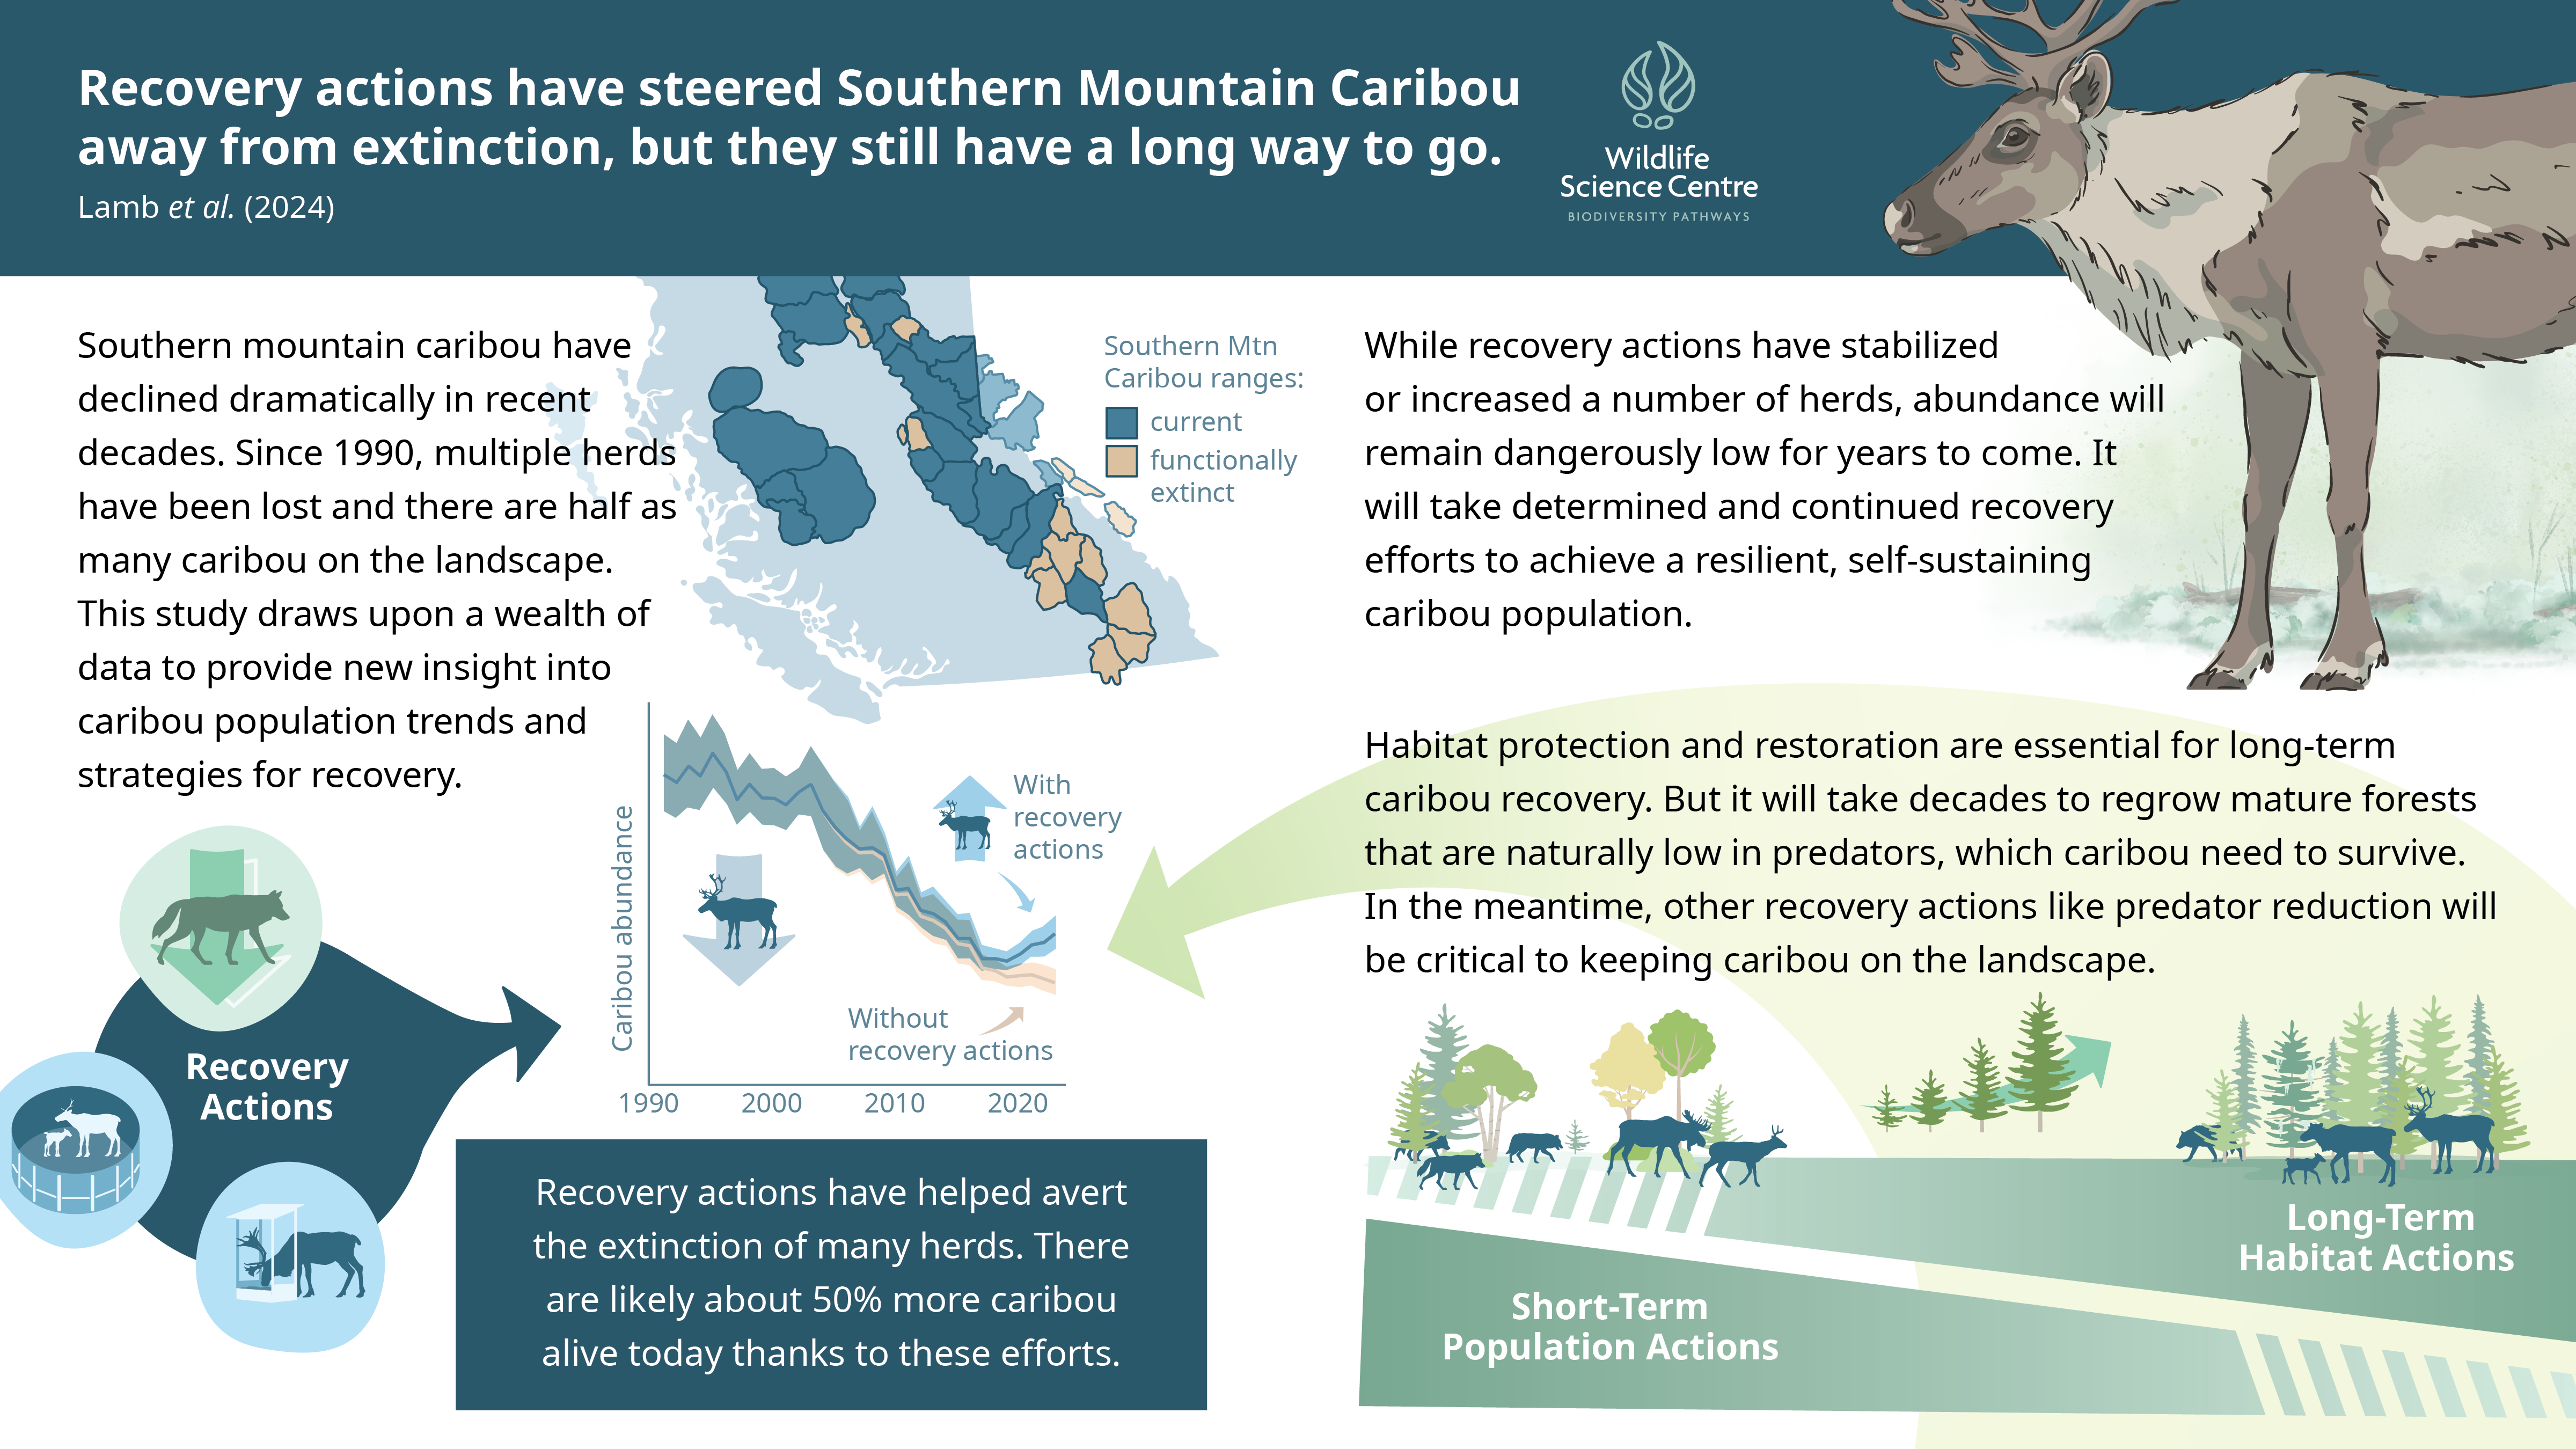 Recovery actions have steered Southern Mountain Caribou
away from extinction, but they still have a long way to go.
Lamb et al. (2024)
Wildlife
Science Centre
BIODIVERSITY PATHWAYS
Southern mountain caribou have
declined dramatically in recent
decades. Since 1990, multiple herds
have been lost and there are half as
many caribou on the landscape.
This study draws upon a wealth of
data to provide new insight into
caribou population trends and
strategies for recovery.
Southern Mtn
Caribou ranges:
current
functionally
extinct
Recovery
Actions
Caribou abundance
With
recovery
actions
Without
recovery actions
1990 2000 2010 2020
Recovery actions have helped avert
the extinction of many herds. There
are likely about 50% more caribou
alive today thanks to these efforts.
While recovery actions have stabilized
or increased a number of herds, abundance will
remain dangerously low for years to come. It
will take determined and continued recovery
efforts to achieve a resilient, self-sustaining
caribou population.
Habitat protection and restoration are essential for long-term
caribou recovery. But it will take decades to regrow mature forests
that are naturally low in predators, which caribou need to survive.
In the meantime, other recovery actions like predator reduction will
be critical to keeping caribou on the landscape.
Long-Term
Habitat Actions
Short-Term
Population Actions